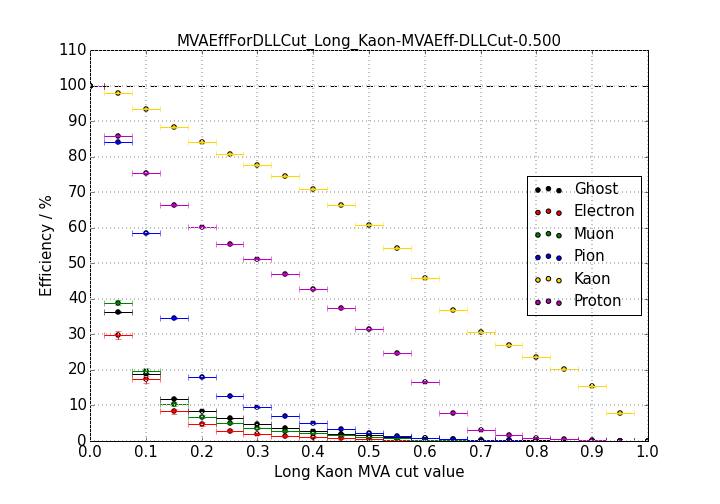 MVAEffForDLLCut_Long_Kaon-MVAEff-DLLCut-0.500
110
100
90
80
70
60
50
40
30
20
10
0
Efficiency / %
Ghost
Electron
Muon
Pion
Kaon
Proton
0.0 0.1 0.2 0.3 0.4 0.5 0.6 0.7 0.8 0.9 1.0
Long Kaon MVA cut value